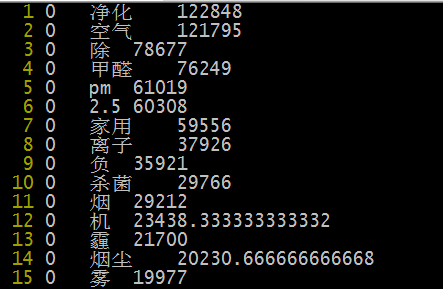 1 0 净化 122848
2 0 空气 121795
3 0 除 78677
4 0 甲醛 76249
5 0 pm 61019
6 0 2.5 60308
7 0 家用 59556
8 0 离子 37926
9 0 负 35921
10 0 杀菌 29766
11 0 烟 29212
12 0 机 23438.333333333332
13 0 霾 21700
14 0 烟尘 20230.666666666668
15 0 雾 19977